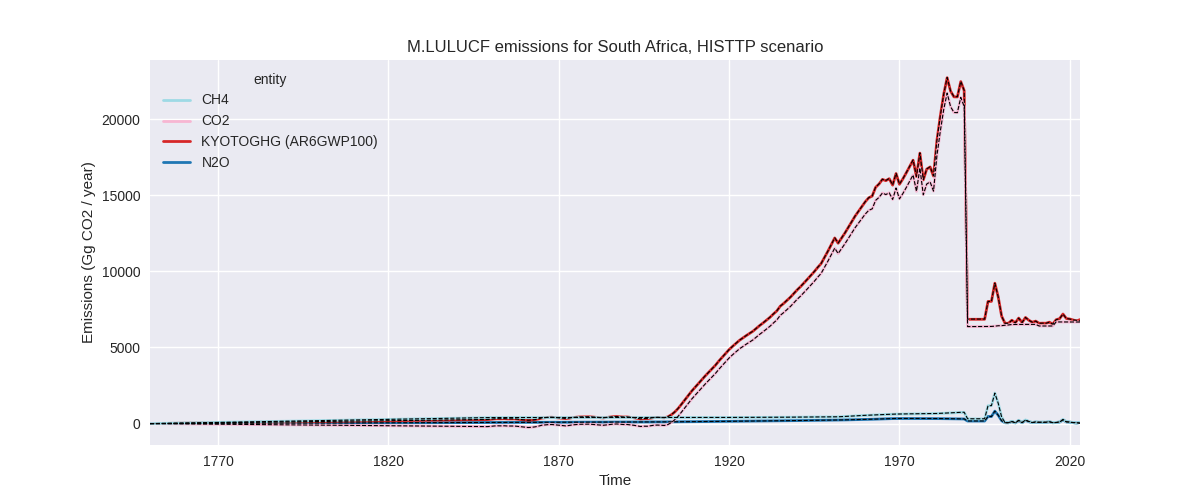 M.LULUCF emissions for South Africa, HISTTP scenario
entity
CH4
CO2
KYOTOGHG (AR6GWP100)
N2O
Emissions (Gg CO2 / year)
20000
15000
10000
5000
0
1770
1820
1870
1920
1970
2020
Time